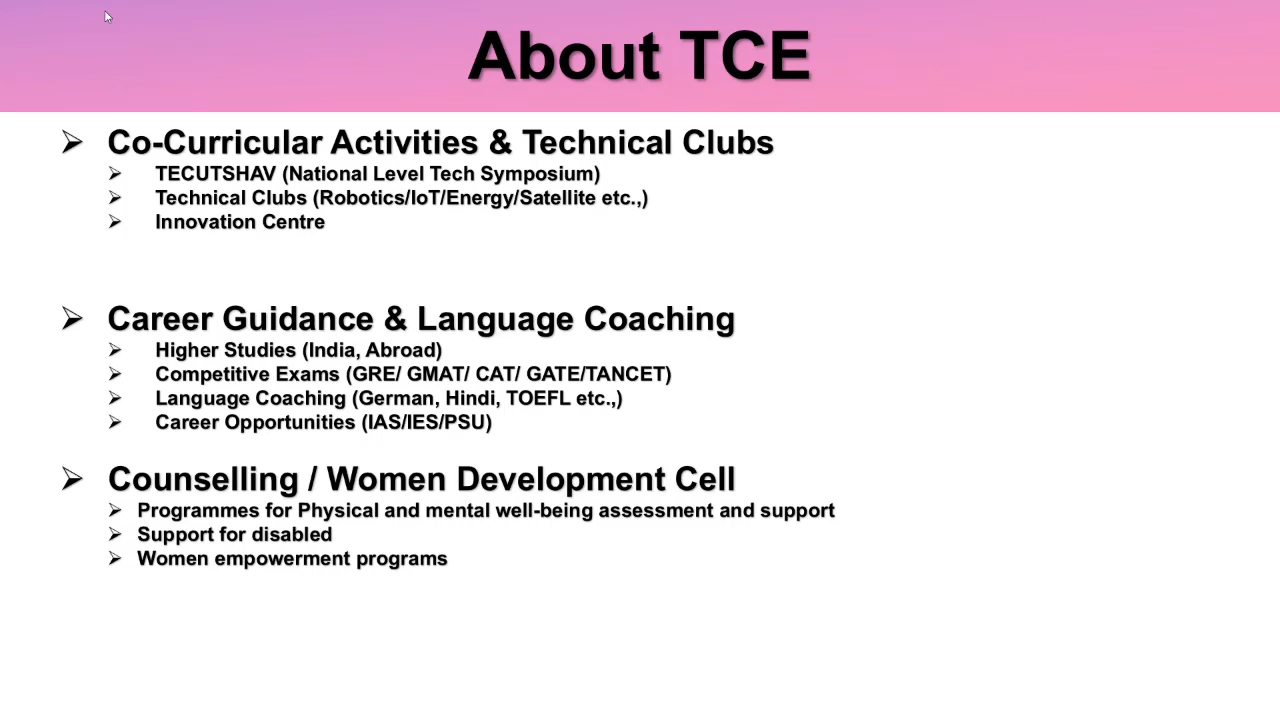 About TCE
Co-Curricular Activities & Technical Clubs
TECUTSHAV (National Level Tech Symposium)
Technical Clubs (Robotics/IoT/Energy/Satellite etc.,)
Innovation Centre
Career Guidance & Language Coaching
Higher Studies (India, Abroad)
Competitive Exams (GRE/ GMAT/ CAT/ GATE/TANCET)
Language Coaching (German, Hindi, TOEFL etc.,)
Career Opportunities (IAS/IES/PSU)
Counselling / Women Development Cell
Programmes for Physical and mental well-being assessment and support
Support for disabled
Women empowerment programs